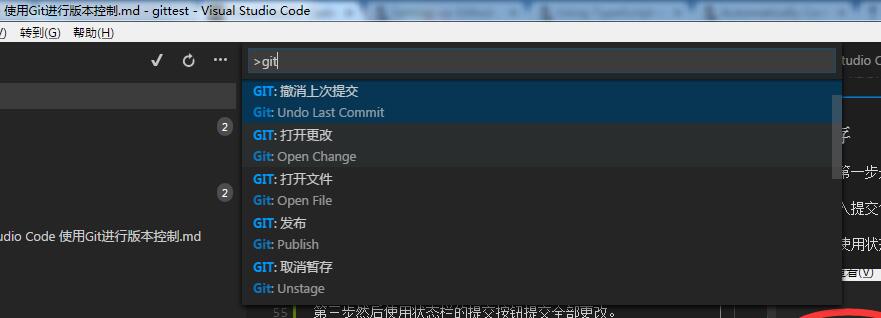 使用Git进行版本控制.md - gittest - Visual Studio Code
转到(G) 帮助(H)
>git
GIT: 撤消上次提交
Git: Undo Last Commit
2
GIT: 打开更改
Git: Open Change
GIT: 打开文件
2
Git: Open File
GIT: 发布
udio Code 使用Git进行版本控制.md
Git: Publish
GIT: 取消暂存
Git: Unstage
55 第三步然后使用状态栏的提交按钮提交全部更改。
tudio C
第一步
入提交
使用状态